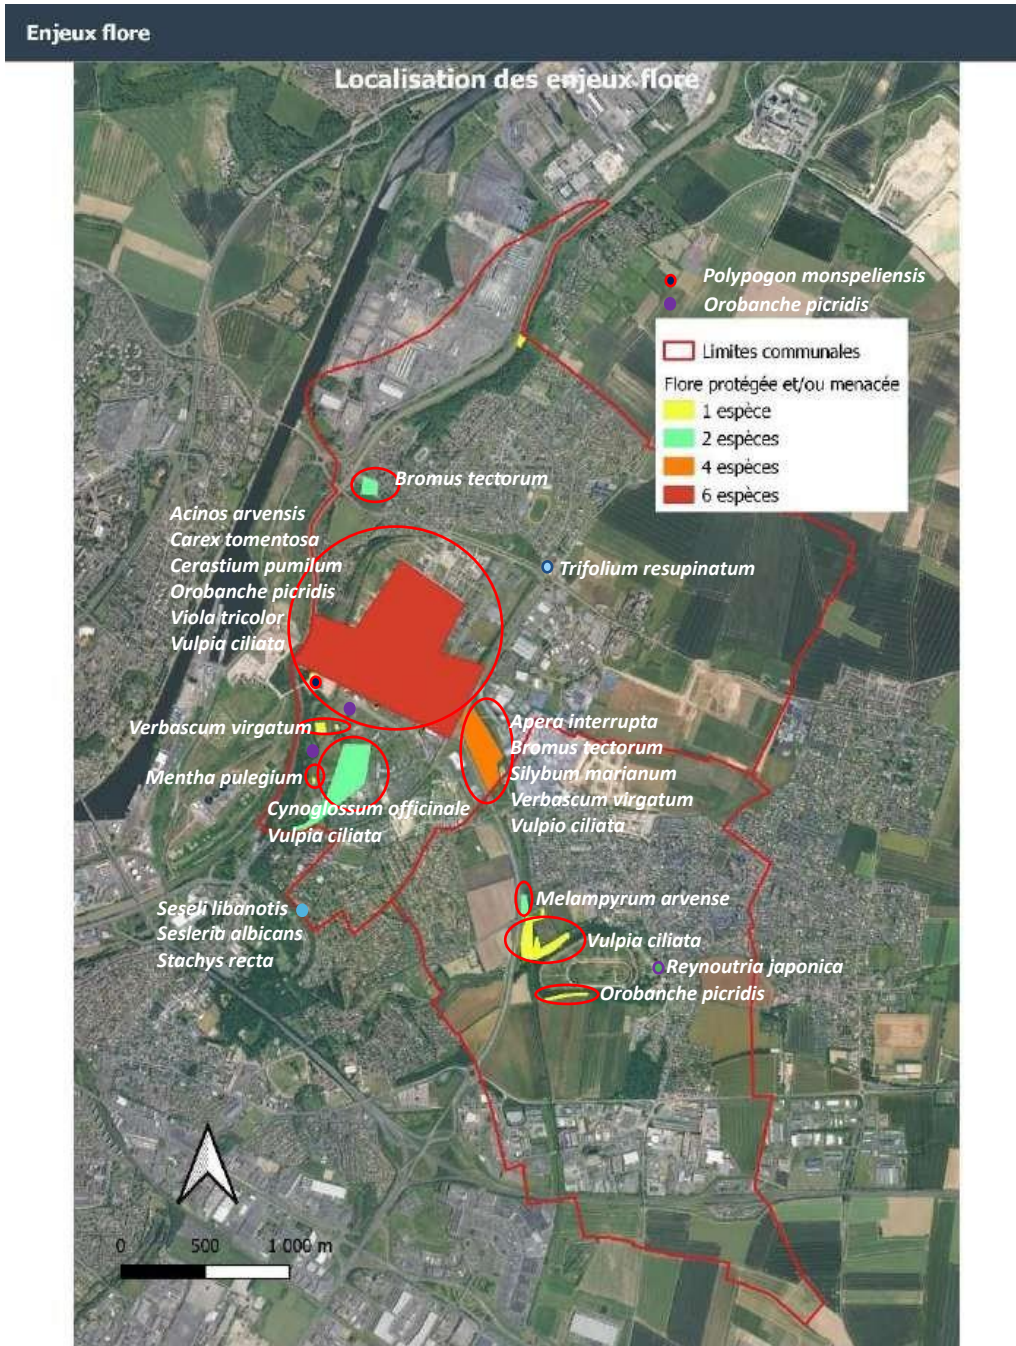 Enjeux flore
Localisation des enjeux flore
Polypogon monspeliensis
Orobanche picridis
Limites communales
Flore protégée et/ou menacée
1 espèce
2 espèces
4 espèces
6 espèces
Bromus tectorum
Acinos arvensis
Carex tomentosa
Cerastium pumilum
Orobanche picridis
Viola tricolor
Vulpia ciliata
Trifolium resupinatum
Verbascum virgatum
Mentha pulegium
Cynoglossum officinale
Vulpia ciliata
Apera interrupta
Bromus tectorum
Silybum marianum
Verbascum virgatum
Vulpio ciliata
Melampyrum arvense
Seseli libanotis
Sesleria albicans
Stachys recta
Vulpia ciliata
Reynoutria japonica
Orobanche picridis
0 500 1 000 m